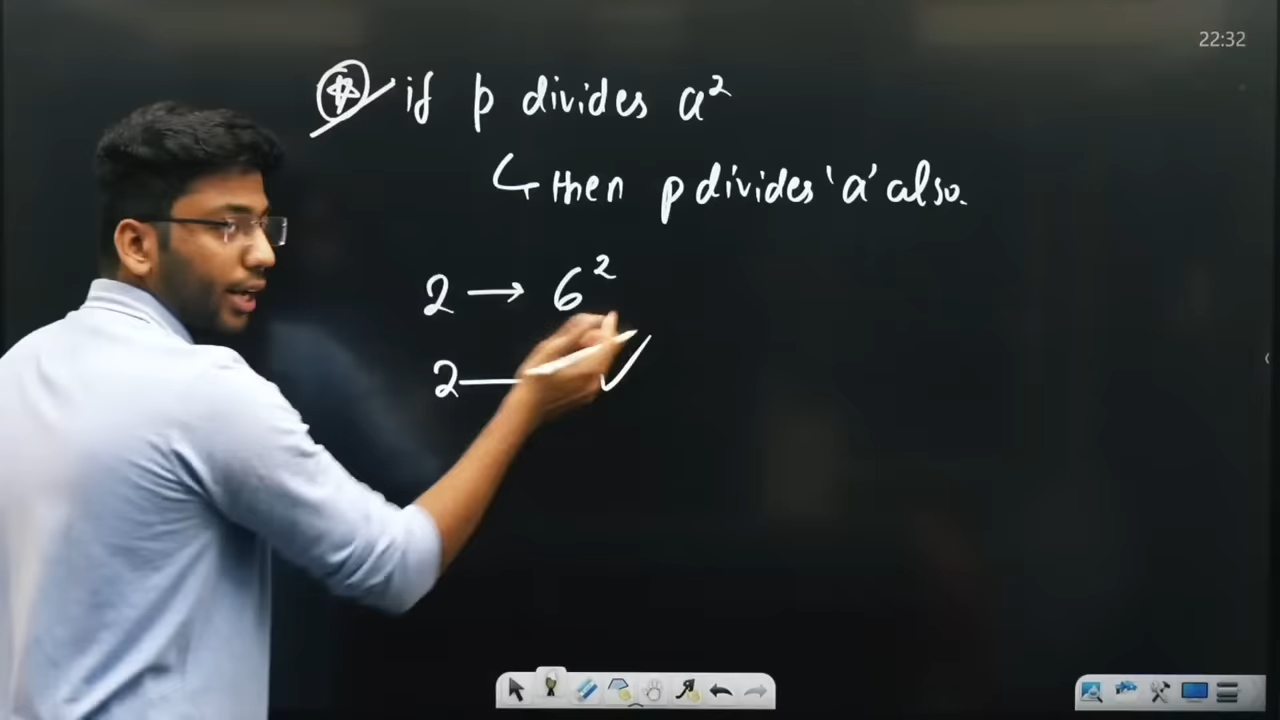 22:32
if p divides a²
then p divides 'a' also.
2 → 6²
2